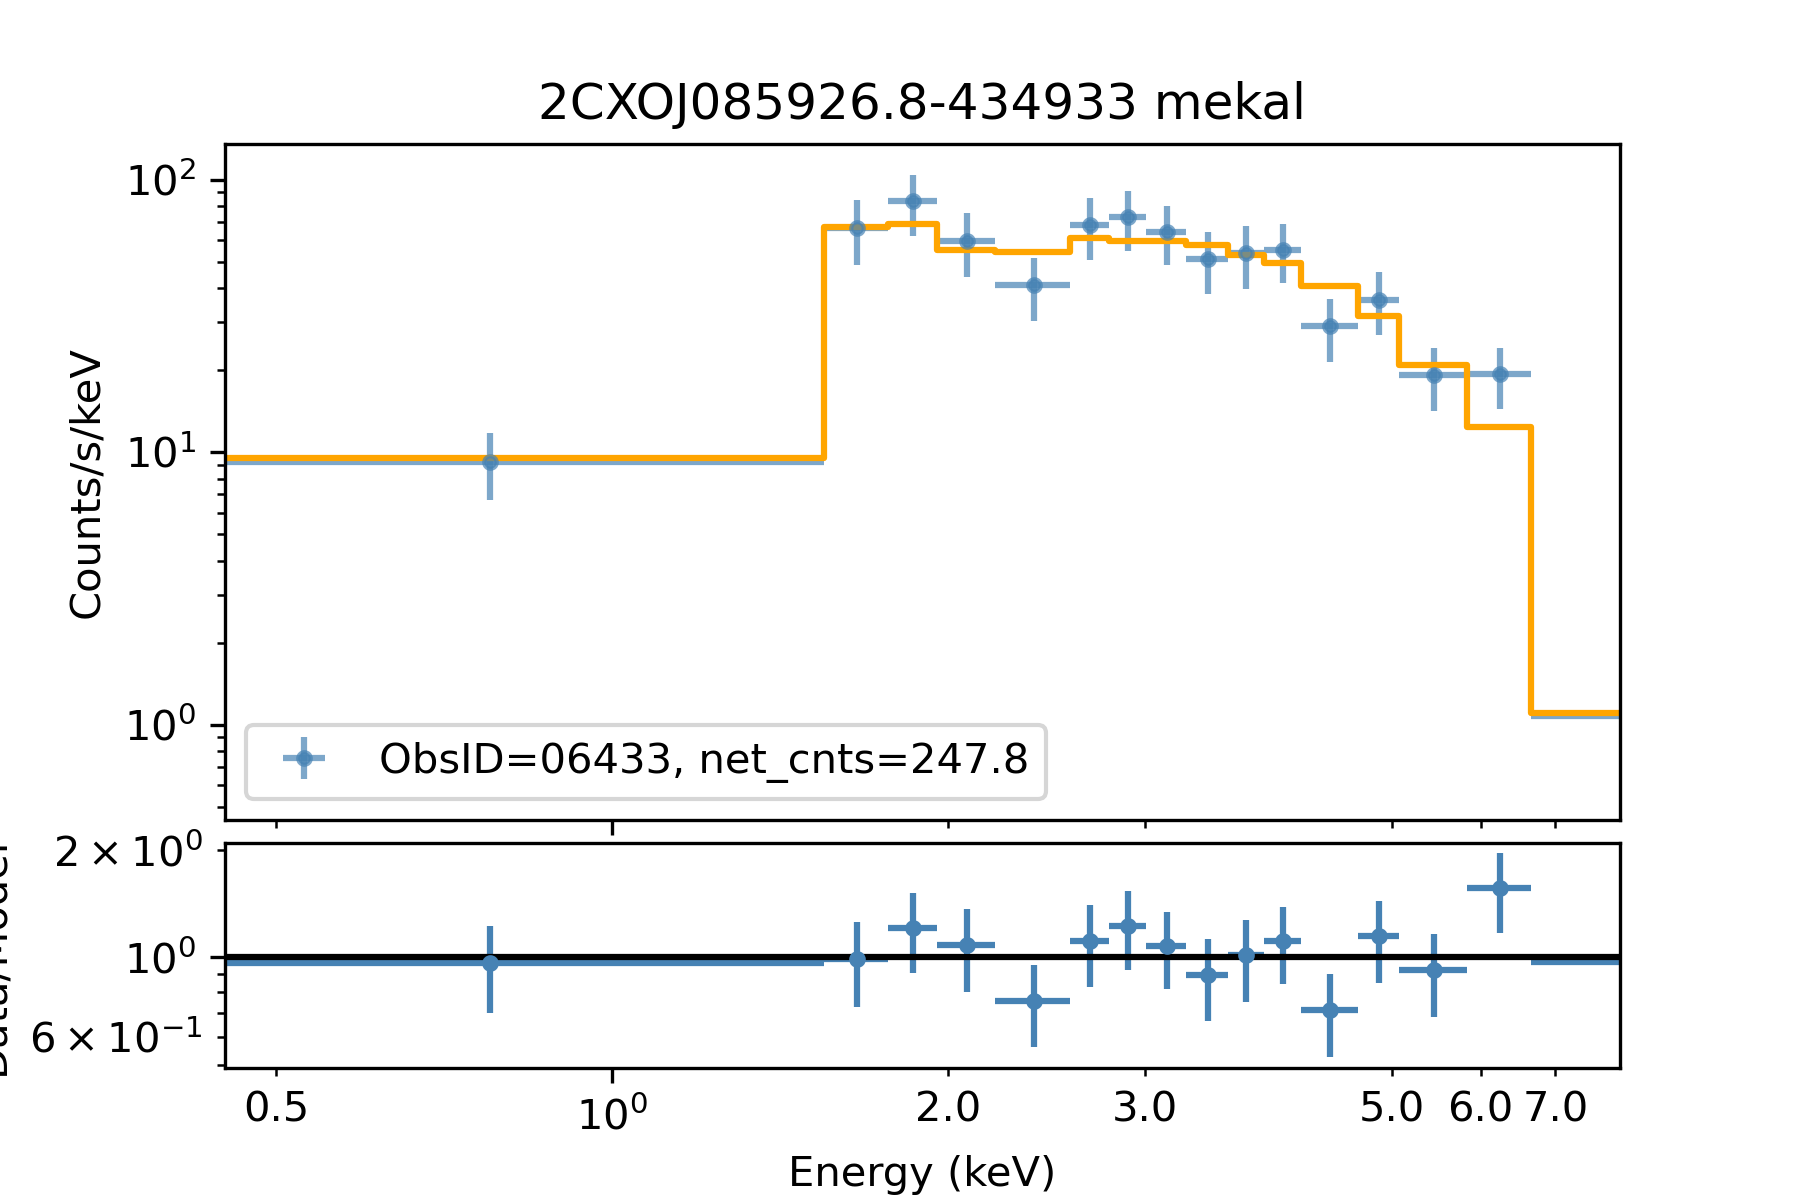 2CXOJ085926.8-434933 mekal
Counts/s/keV
10²
10¹
10⁰
ObsID=06433, net_cnts=247.8
2 × 10⁰
10⁰
6 × 10⁻¹
0.5 10⁰ 2.0 3.0 5.0 6.0 7.0
Energy (keV)